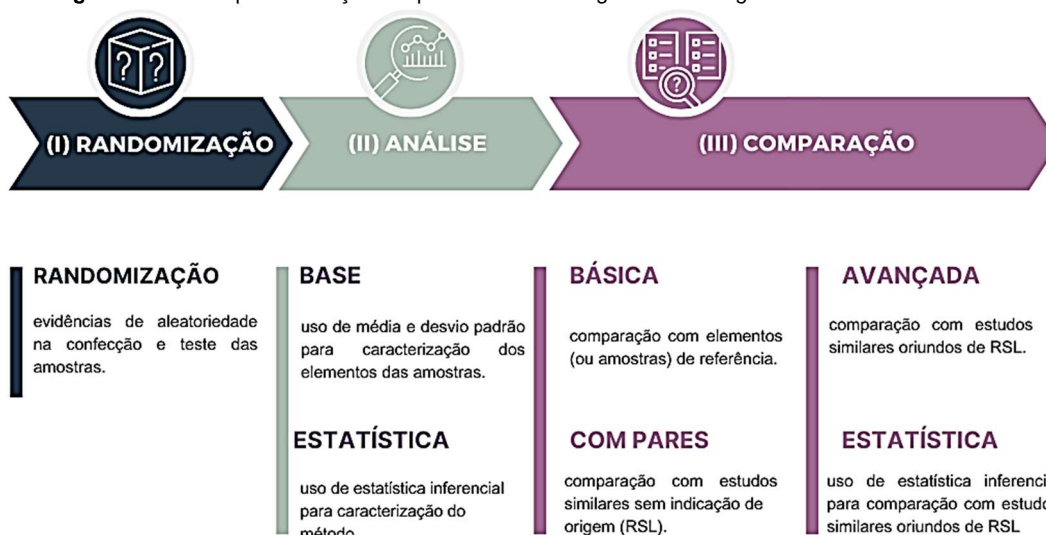 (I) RANDOMIZAÇÃO
(II) ANÁLISE
(III) COMPARAÇÃO
RANDOMIZAÇÃO
evidências de aleatoriedade
na confecção e teste das
amostras.
BASE
uso de média e desvio padrão
para caracterização dos
elementos das amostras.
ESTATÍSTICA
uso de estatística inferencial
para caracterização do
método
BÁSICA
comparação com elementos
(ou amostras) de referência.
COM PARES
comparação com estudos
similares sem indicação de
origem (RSL).
AVANÇADA
comparação com estudos
similares oriundos de RSL.
ESTATÍSTICA
uso de estatística
para comparação com
similares oriundos de RSL